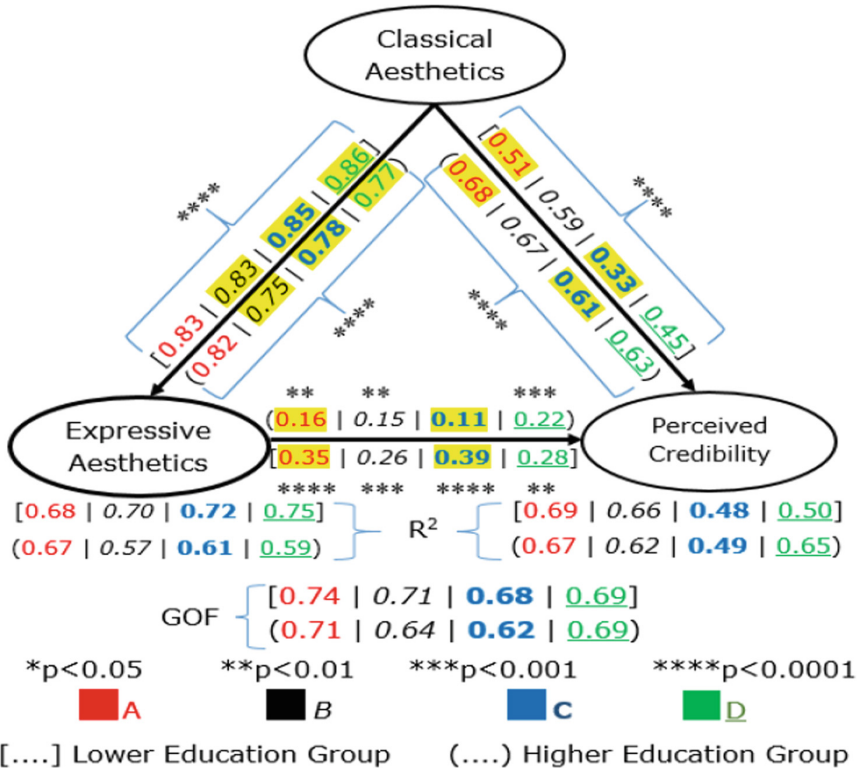 Classical
Aesthetics
****
[0.83 | 0.83 | 0.85 | 0.86]
(0.82 | 0.75 | 0.78 | 0.77)
****
****
[0.51 | 0.59 | 0.33 | 0.45]
(0.68 | 0.67 | 0.61 | 0.63)
****
Expressive
Aesthetics
** ** ***
(0.16 | 0.15 | 0.11 | 0.22)
[0.35 | 0.26 | 0.39 | 0.28]
**** *** **** **
Perceived
Credibility
[0.68 | 0.70 | 0.72 | 0.75]
(0.67 | 0.57 | 0.61 | 0.59)
R²
[0.69 | 0.66 | 0.48 | 0.50]
(0.67 | 0.62 | 0.49 | 0.65)
GOF
[0.74 | 0.71 | 0.68 | 0.69]
(0.71 | 0.64 | 0.62 | 0.69)
*p<0.05 **p<0.01 ***p<0.001 ****p<0.0001
A B C D
[....] Lower Education Group (....) Higher Education Group